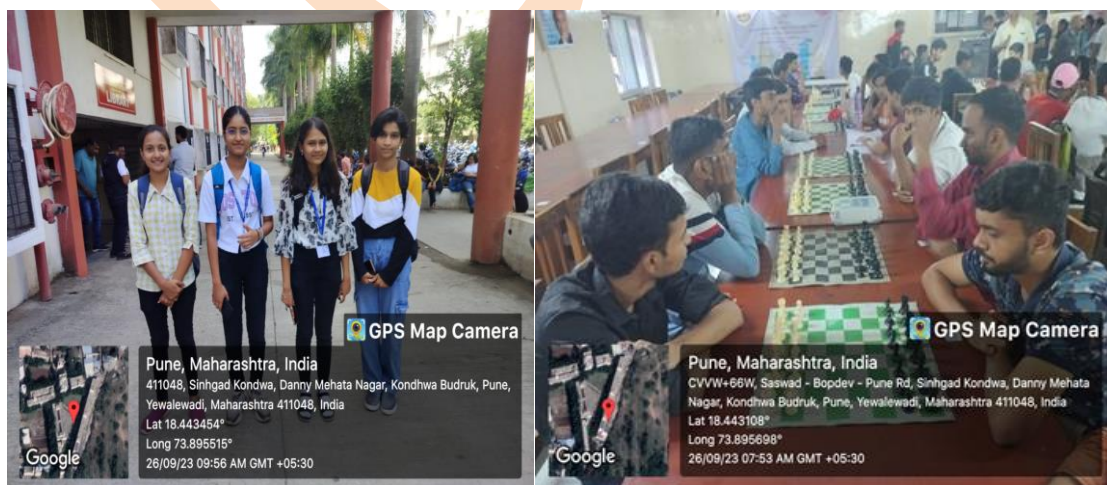 GPS Map Camera
Pune, Maharashtra, India
411048, Sinhgad Kondwa, Danny Mehata Nagar, Kondhwa Budruk, Pune,
Yewalewadi, Maharashtra 411048, India
Lat 18.443454°
Long 73.895515°
26/09/23 09:56 AM GMT +05:30
Google
GPS Map Camera
Pune, Maharashtra, India
CVVW+66W, Saswad - Bopdev - Pune Rd, Sinhgad Kondwa, Danny Mehata
Nagar, Kondhwa Budruk, Pune, Yewalewadi, Maharashtra 411048, India
Lat 18.443108°
Long 73.895698°
26/09/23 07:53 AM GMT +05:30
Google